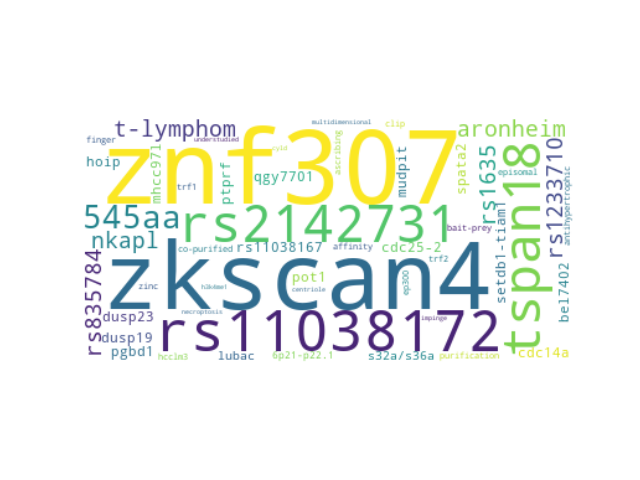 multidimensional
t-lymphom
understudied
clip
aronheim
finger
znf307
cyld
ascribing
hoip
mhcc97l
trf1
ptprf
qgy7701
mudpit
spata2
rs1635
episomal
tspan18
rs1233710
antihypertrophic
545aa
rs2142731
bait-prey
nkapl
co-purified
rs11038167
affinity
cdc25-2
setdb1-tiam1
rs835784
zkscan4
trf2
pot1
ep300
zinc
h3k4me1
centriole
bel7402
necroptosis
dusp23
rs11038172
impinge
dusp19
pgbd1
hcclm3
lubac
6p21-p22.1
s32a/s36a
purification
cdc14a